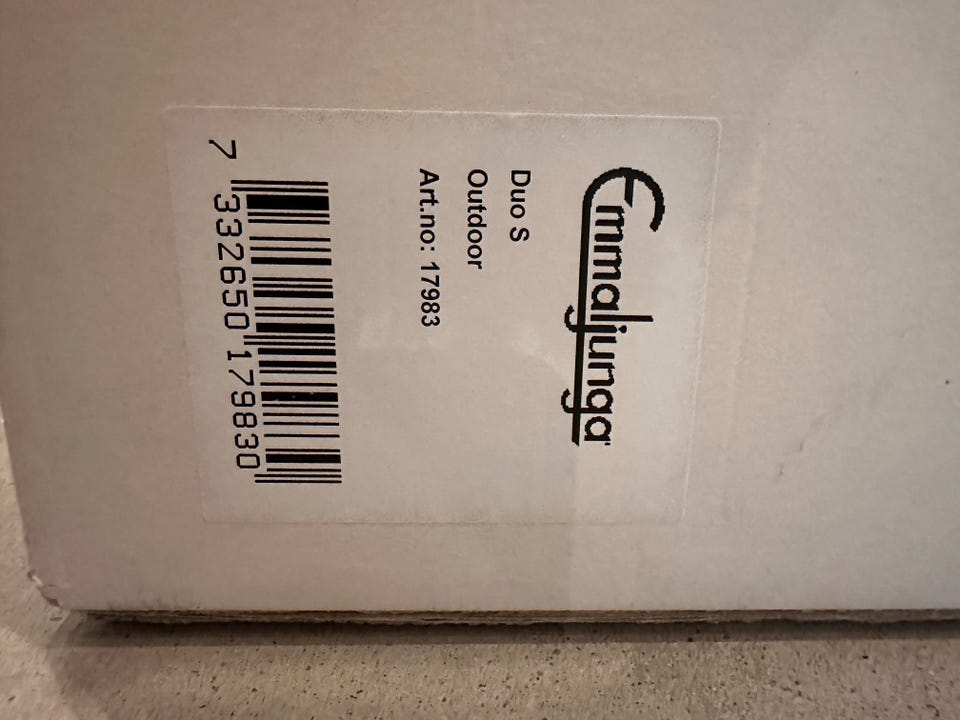 Emmaljunga
Duo S
Outdoor
Art.no: 17983
7 332650 179830